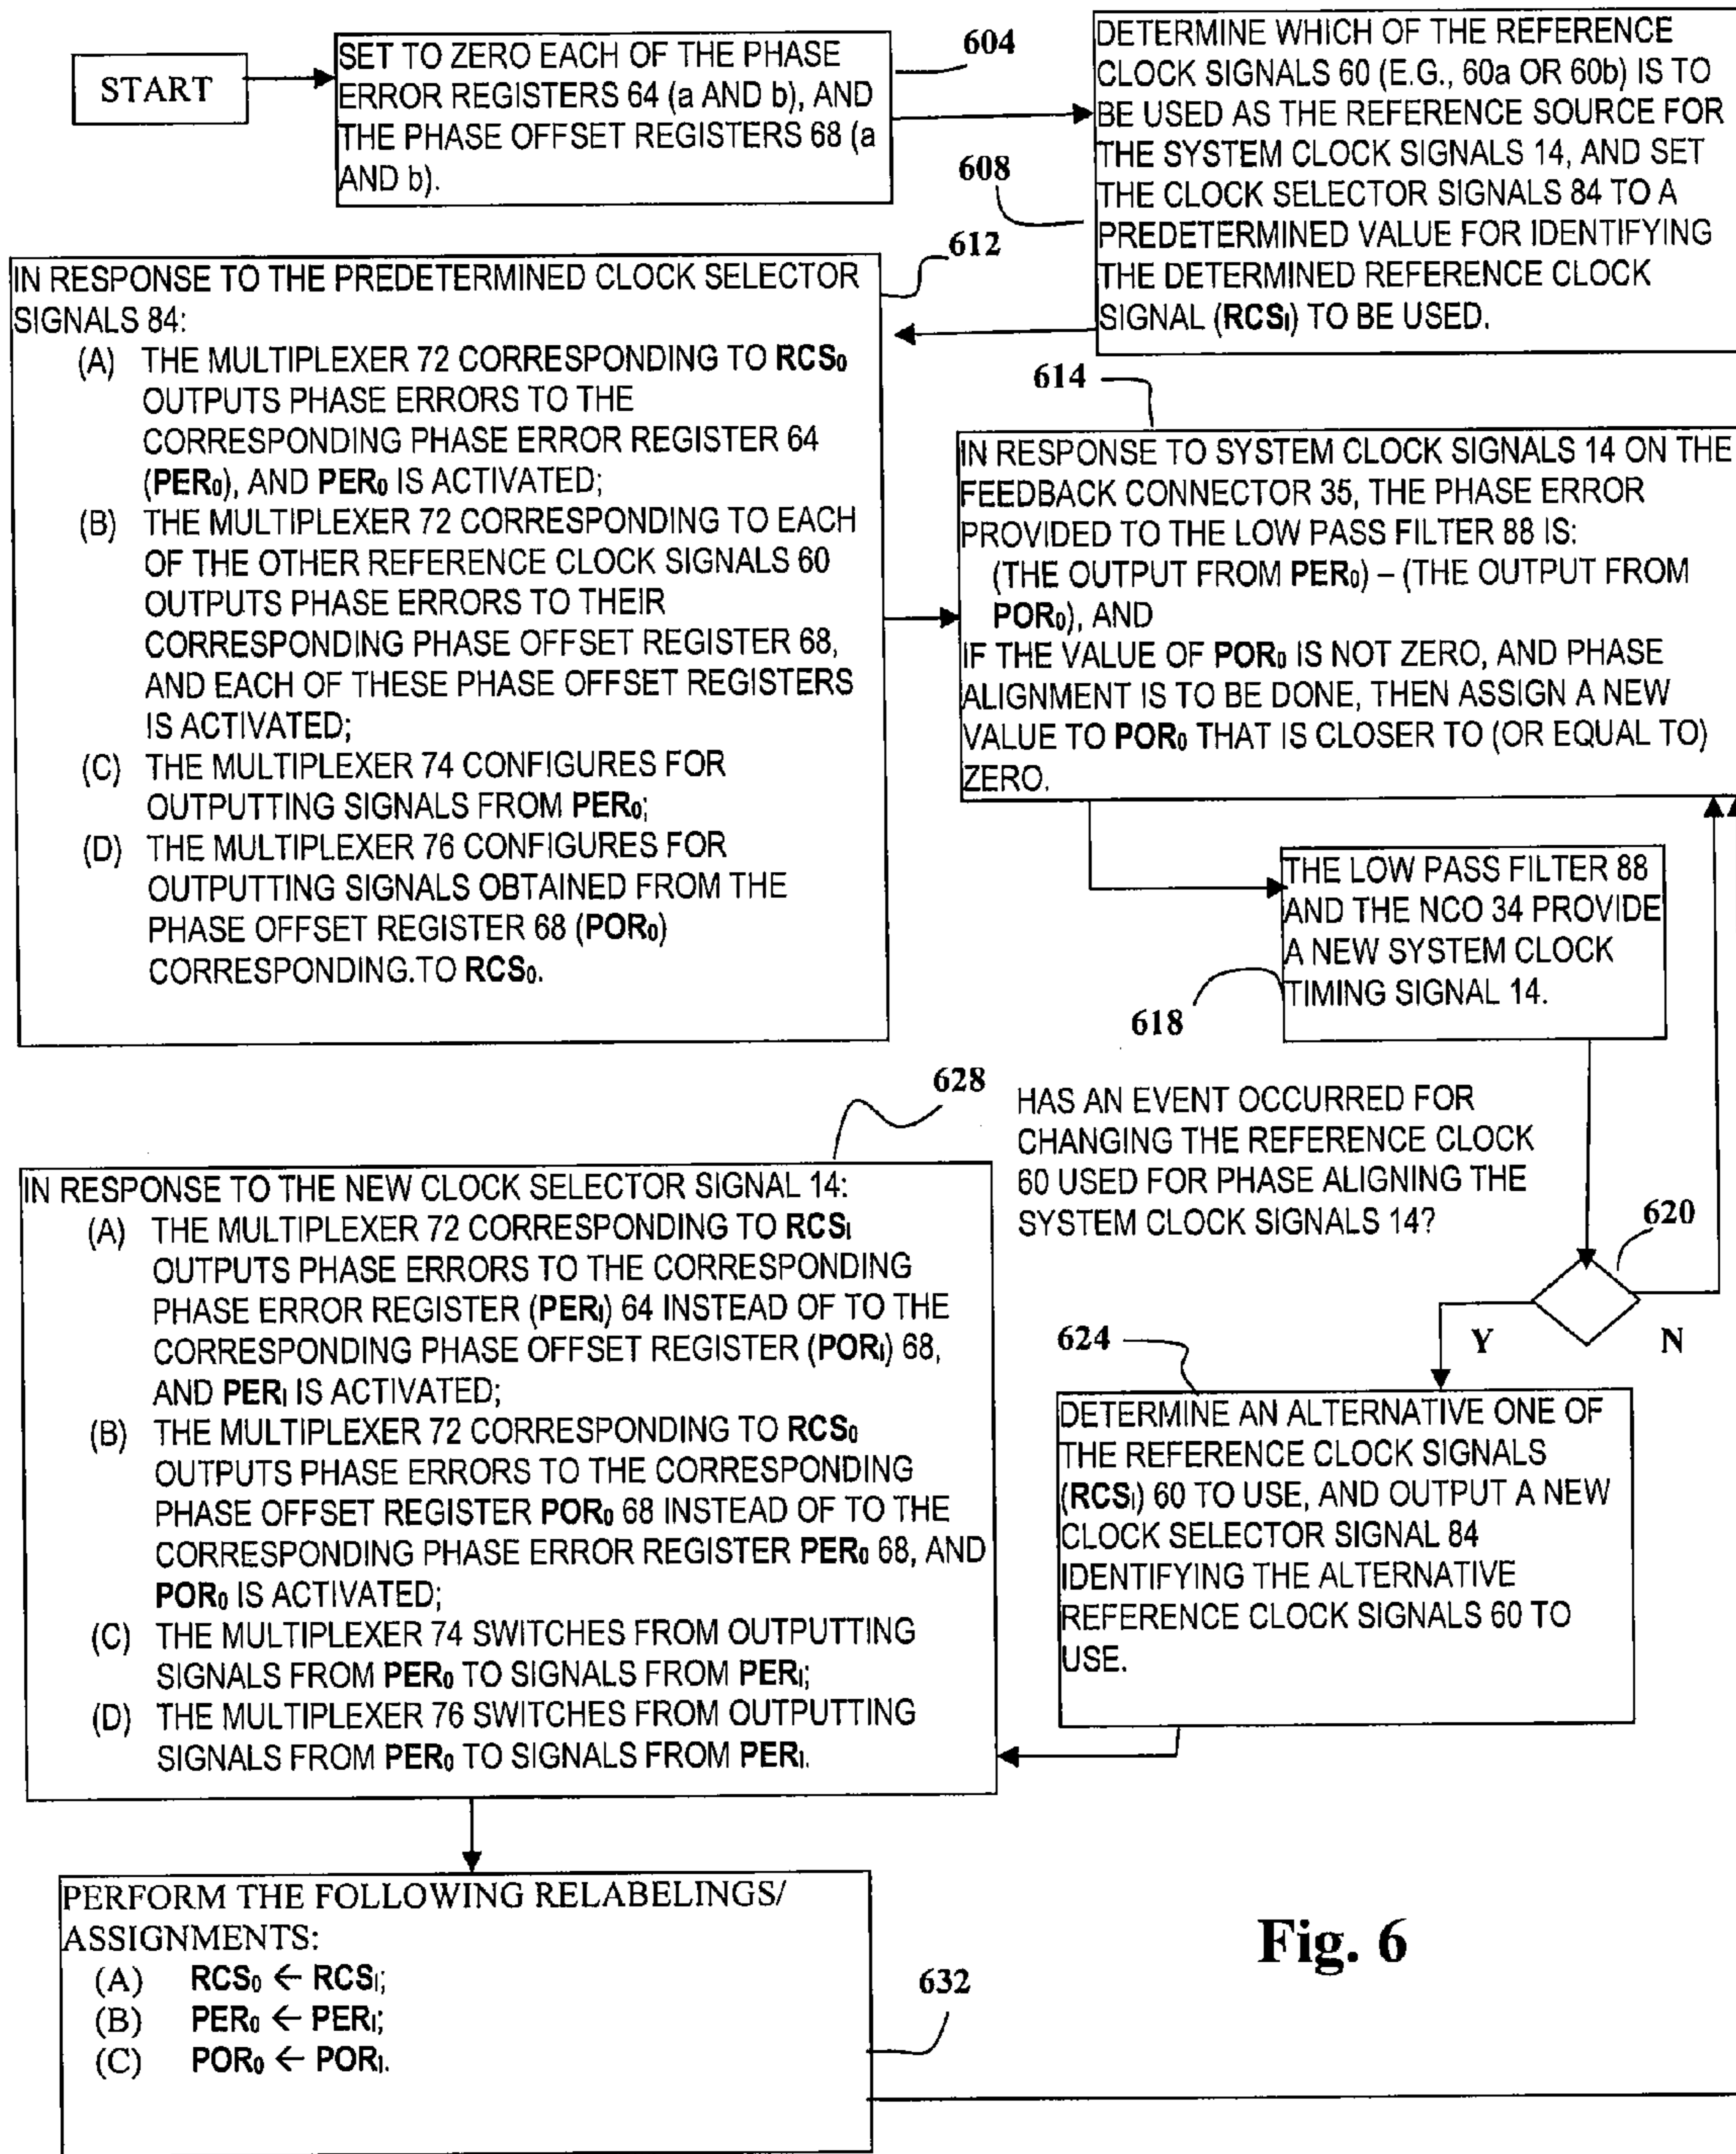 START
SET TO ZERO EACH OF THE PHASE
ERROR REGISTERS 64 (a AND b), AND
THE PHASE OFFSET REGISTERS 68 (a
AND b).
604
DETERMINE WHICH OF THE REFERENCE
CLOCK SIGNALS 60 (E.G., 60a OR 60b) IS TO
BE USED AS THE REFERENCE SOURCE FOR
THE SYSTEM CLOCK SIGNALS 14, AND SET
THE CLOCK SELECTOR SIGNALS 84 TO A
PREDETERMINED VALUE FOR IDENTIFYING
THE DETERMINED REFERENCE CLOCK
SIGNAL (RCSI) TO BE USED.
608
612
IN RESPONSE TO THE PREDETERMINED CLOCK SELECTOR
SIGNALS 84:
(A) THE MULTIPLEXER 72 CORRESPONDING TO RCS0
OUTPUTS PHASE ERRORS TO THE
CORRESPONDING PHASE ERROR REGISTER 64
(PER0), AND PER0 IS ACTIVATED;
(B) THE MULTIPLEXER 72 CORRESPONDING TO EACH
OF THE OTHER REFERENCE CLOCK SIGNALS 60
OUTPUTS PHASE ERRORS TO THEIR
CORRESPONDING PHASE OFFSET REGISTER 68,
AND EACH OF THESE PHASE OFFSET REGISTERS
IS ACTIVATED;
(C) THE MULTIPLEXER 74 CONFIGURES FOR
OUTPUTTING SIGNALS FROM PER0;
(D) THE MULTIPLEXER 76 CONFIGURES FOR
OUTPUTTING SIGNALS OBTAINED FROM THE
PHASE OFFSET REGISTER 68 (POR0)
CORRESPONDING.TO RCS0.
614
IN RESPONSE TO SYSTEM CLOCK SIGNALS 14 ON THE
FEEDBACK CONNECTOR 35, THE PHASE ERROR
PROVIDED TO THE LOW PASS FILTER 88 IS:
(THE OUTPUT FROM PER0) – (THE OUTPUT FROM
POR0), AND
IF THE VALUE OF POR0 IS NOT ZERO, AND PHASE
ALIGNMENT IS TO BE DONE, THEN ASSIGN A NEW
VALUE TO POR0 THAT IS CLOSER TO (OR EQUAL TO)
ZERO.
THE LOW PASS FILTER 88
AND THE NCO 34 PROVIDE
A NEW SYSTEM CLOCK
TIMING SIGNAL 14.
618
HAS AN EVENT OCCURRED FOR
CHANGING THE REFERENCE CLOCK
60 USED FOR PHASE ALIGNING THE
SYSTEM CLOCK SIGNALS 14?
620
Y
N
624
DETERMINE AN ALTERNATIVE ONE OF
THE REFERENCE CLOCK SIGNALS
(RCSI) 60 TO USE, AND OUTPUT A NEW
CLOCK SELECTOR SIGNAL 84
IDENTIFYING THE ALTERNATIVE
REFERENCE CLOCK SIGNALS 60 TO
USE.
628
IN RESPONSE TO THE NEW CLOCK SELECTOR SIGNAL 14:
(A) THE MULTIPLEXER 72 CORRESPONDING TO RCSI
OUTPUTS PHASE ERRORS TO THE CORRESPONDING
PHASE ERROR REGISTER (PERI) 64 INSTEAD OF TO THE
CORRESPONDING PHASE OFFSET REGISTER (PORI) 68,
AND PERI IS ACTIVATED;
(B) THE MULTIPLEXER 72 CORRESPONDING TO RCS0
OUTPUTS PHASE ERRORS TO THE CORRESPONDING
PHASE OFFSET REGISTER POR0 68 INSTEAD OF TO THE
CORRESPONDING PHASE ERROR REGISTER PER0 68, AND
POR0 IS ACTIVATED;
(C) THE MULTIPLEXER 74 SWITCHES FROM OUTPUTTING
SIGNALS FROM PER0 TO SIGNALS FROM PERI;
(D) THE MULTIPLEXER 76 SWITCHES FROM OUTPUTTING
SIGNALS FROM PER0 TO SIGNALS FROM PERI.
PERFORM THE FOLLOWING RELABELINGS/
ASSIGNMENTS:
(A) RCS0 ← RCSI;
(B) PER0 ← PERI;
(C) POR0 ← PORI.
632
Fig. 6